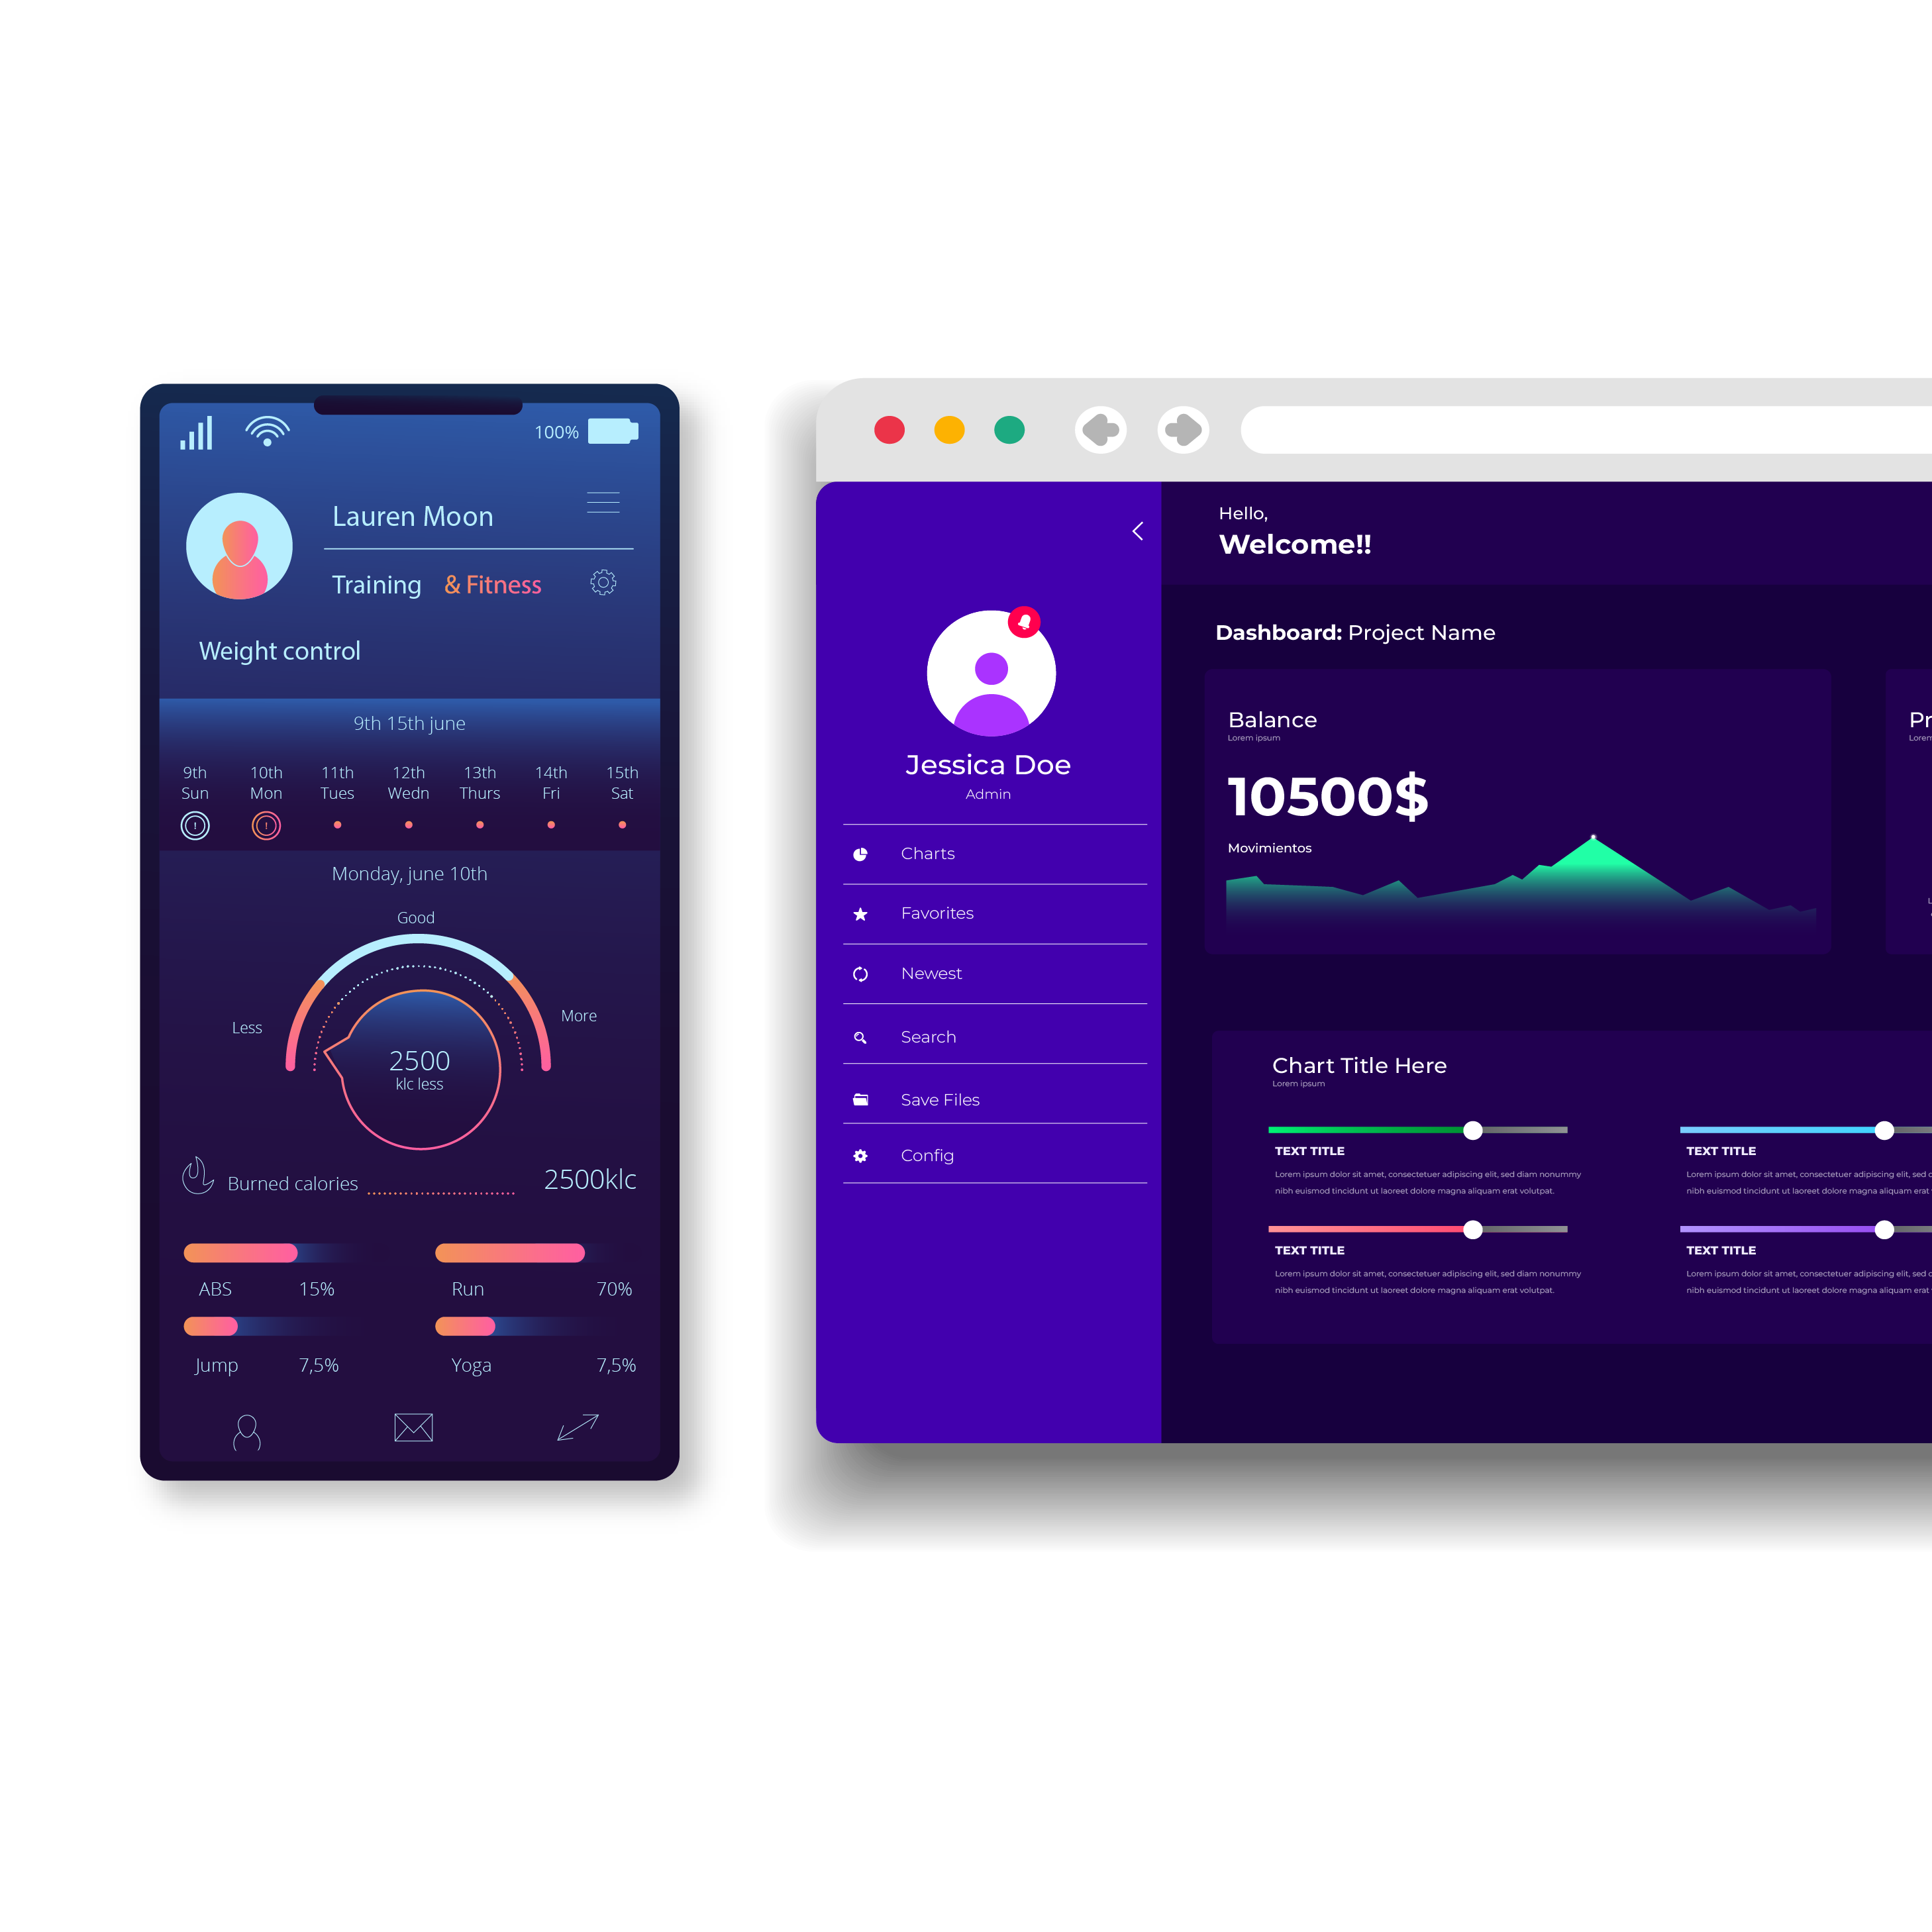 100%
Lauren Moon
Training & Fitness
Weight control
9th 15th june
9th 10th 11th 12th 13th 14th 15th
Sun Mon Tues Wedn Thurs Fri Sat
! !
Monday, june 10th
Good
Less
More
2500
klc less
Burned calories 2500klc
ABS 15% Run 70%
Jump 7,5% Yoga 7,5%
Jessica Doe
Admin
Charts
Favorites
Newest
Search
Save Files
Config
Hello,
Welcome!!
Dashboard: Project Name
Balance
Lorem ipsum
10500$
Movimientos
Pr
Lorem
Chart Title Here
Lorem ipsum
TEXT TITLE
Lorem ipsum dolor sit amet, consectetuer adipiscing elit, sed diam nonummy
nibh euismod tincidunt ut laoreet dolore magna aliquam erat volutpat.
TEXT TITLE
Lorem ipsum dolor sit amet, consectetuer adipiscing elit, sed
nibh euismod tincidunt ut laoreet dolore magna aliquam erat
TEXT TITLE
Lorem ipsum dolor sit amet, consectetuer adipiscing elit, sed diam nonummy
nibh euismod tincidunt ut laoreet dolore magna aliquam erat volutpat.
TEXT TITLE
Lorem ipsum dolor sit amet, consectetuer adipiscing elit, sed
nibh euismod tincidunt ut laoreet dolore magna aliquam erat